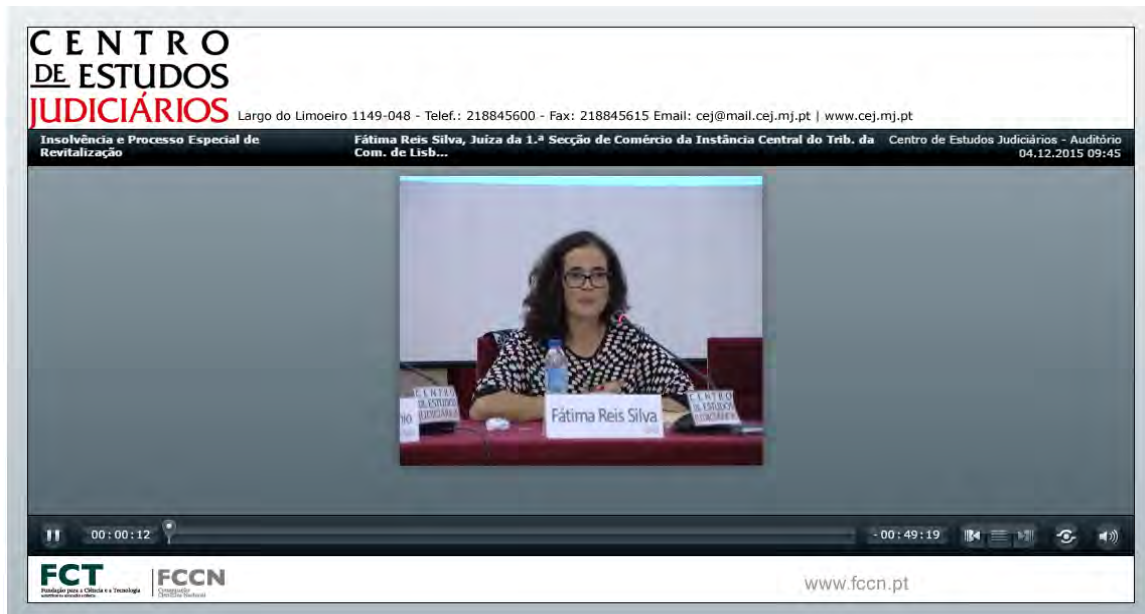 CENTRO
DE ESTUDOS
JUDICIÁRIOS Largo do Limoeiro 1149-048 - Telef.: 218845600 - Fax: 218845615 Email: cej@mail.cej.mj.pt | www.cej.mj.pt
Insolvência e Processo Especial de
Revitalização
Fátima Reis Silva, Juíza da 1.ª Secção de Comércio da Instância Central do Trib. da
Com. de Lisb...
Centro de Estudos Judiciários - Auditório
04.12.2015 09:45
CENTRO
DE ESTUDOS
JUDICIÁRIOS
Fátima Reis Silva
CENTRO
DE ESTUDOS
JUDICIÁRIOS
00:00:12
- 00:49:19
FCT
Fundação para a Ciência e a Tecnologia
FCCN
www.fccn.pt